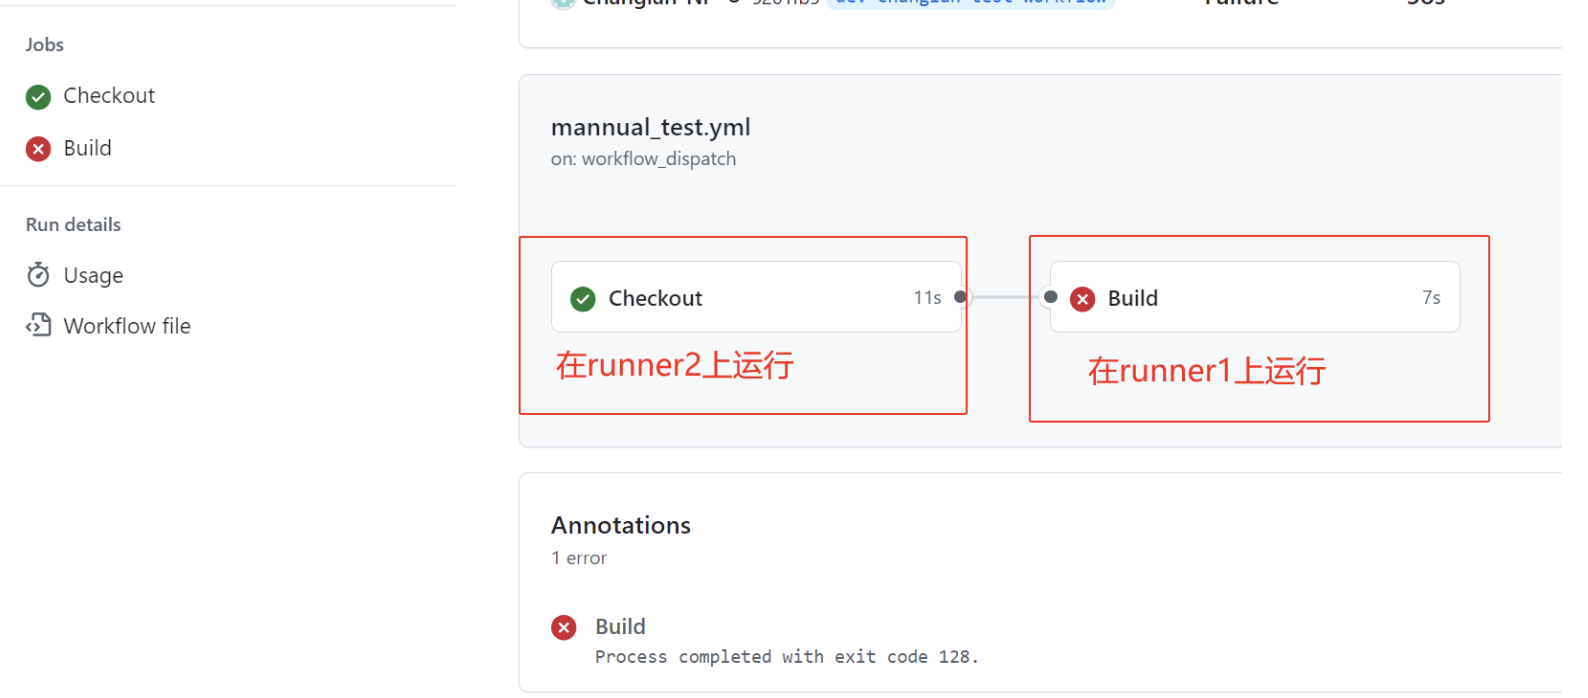 Jobs
Checkout
Build
Run details
Usage
Workflow file
mannual_test.yml
on: workflow_dispatch
Checkout 11s
Build 7s
在runner2上运行
在runner1上运行
Annotations
1 error
Build
Process completed with exit code 128.